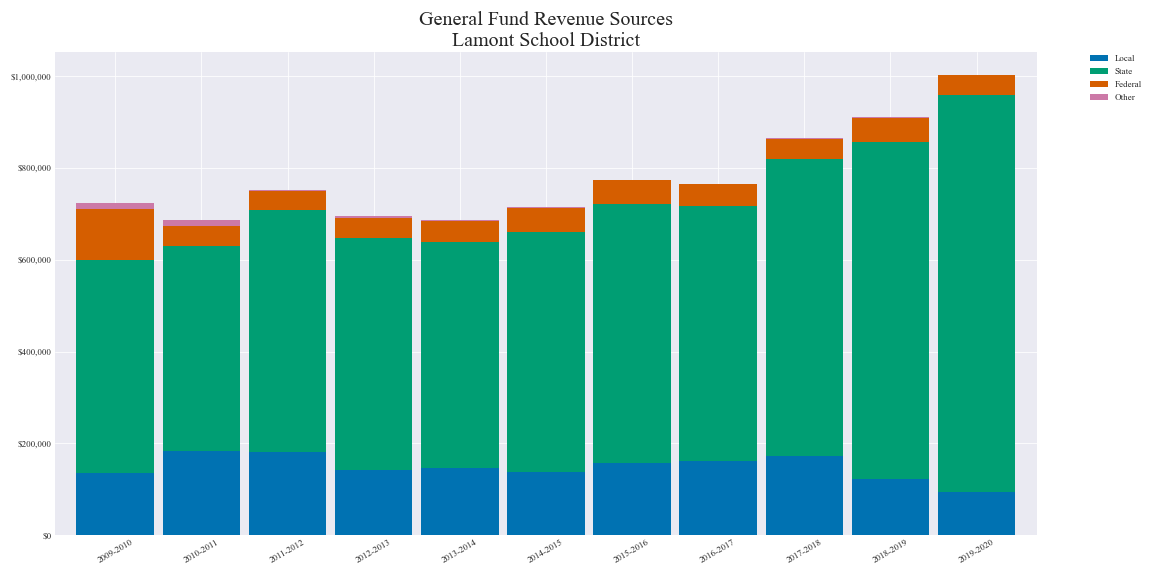 General Fund Revenue Sources
Lamont School District
Local
State
Federal
Other
$1,000,000
$800,000
$600,000
$400,000
$200,000
$0
2009-2010
2010-2011
2011-2012
2012-2013
2013-2014
2014-2015
2015-2016
2016-2017
2017-2018
2018-2019
2019-2020